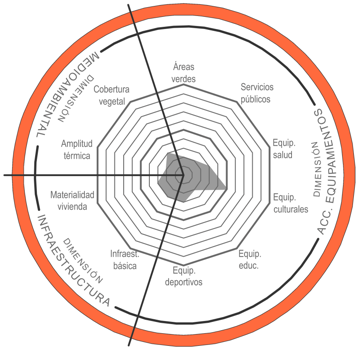 DIMENSIÓN
MEDIOAMBIENTAL
Áreas
verdes
Servicios
públicos
Equip.
salud
Equip.
culturales
Equip.
educ.
Equip.
deportivos
Infraest.
básica
Materialidad
vivienda
Amplitud
térmica
Cobertura
vegetal
DIMENSIÓN
ACC. EQUIPAMIENTOS
DIMENSIÓN
INFRAESTRUCTURA